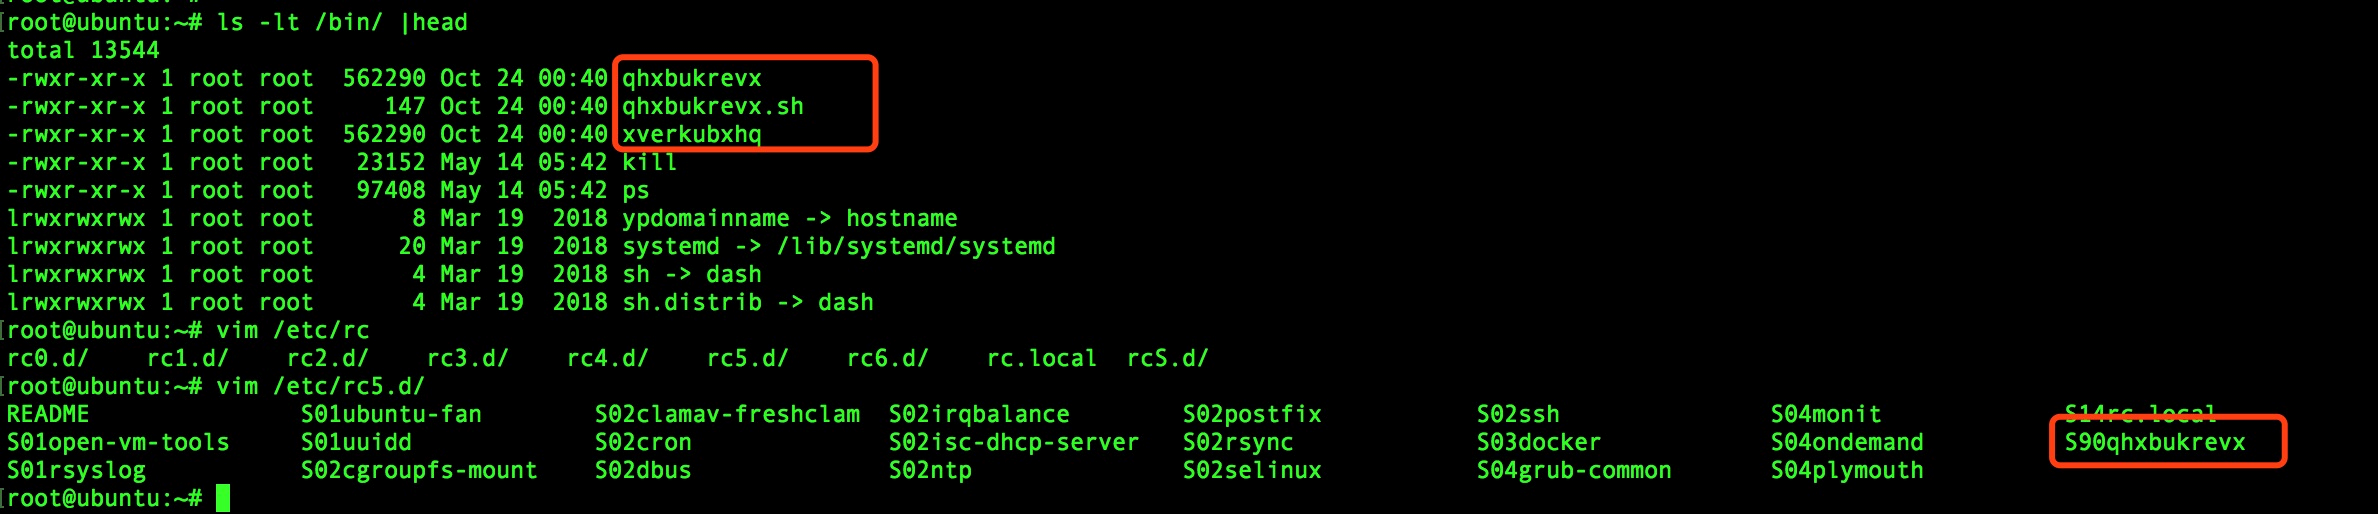 [root@ubuntu:~# ls -lt /bin/ |head
total 13544
-rwxr-xr-x 1 root root  562290 Oct 24 00:40 qhxbukrevx
-rwxr-xr-x 1 root root     147 Oct 24 00:40 qhxbukrevx.sh
-rwxr-xr-x 1 root root  562290 Oct 24 00:40 xverkubxhq
-rwxr-xr-x 1 root root   23152 May 14 05:42 kill
-rwxr-xr-x 1 root root   97408 May 14 05:42 ps
lrwxrwxrwx 1 root root       8 Mar 19  2018 ypdomainname -> hostname
lrwxrwxrwx 1 root root      20 Mar 19  2018 systemd -> /lib/systemd/systemd
lrwxrwxrwx 1 root root       4 Mar 19  2018 sh -> dash
lrwxrwxrwx 1 root root       4 Mar 19  2018 sh.distrib -> dash
[root@ubuntu:~# vim /etc/rc
rc0.d/    rc1.d/    rc2.d/    rc3.d/    rc4.d/    rc5.d/    rc6.d/    rc.local  rcS.d/
[root@ubuntu:~# vim /etc/rc5.d/
README               S01ubuntu-fan        S02clamav-freshclam  S02irqbalance        S02postfix           S02ssh               S04monit             S14rc.local
S01open-vm-tools     S01uuidd             S02cron              S02isc-dhcp-server   S02rsync             S03docker            S04ondemand          S90qhxbukrevx
S01rsyslog           S02cgroupfs-mount    S02dbus              S02ntp               S02selinux           S04grub-common       S04plymouth
[root@ubuntu:~#